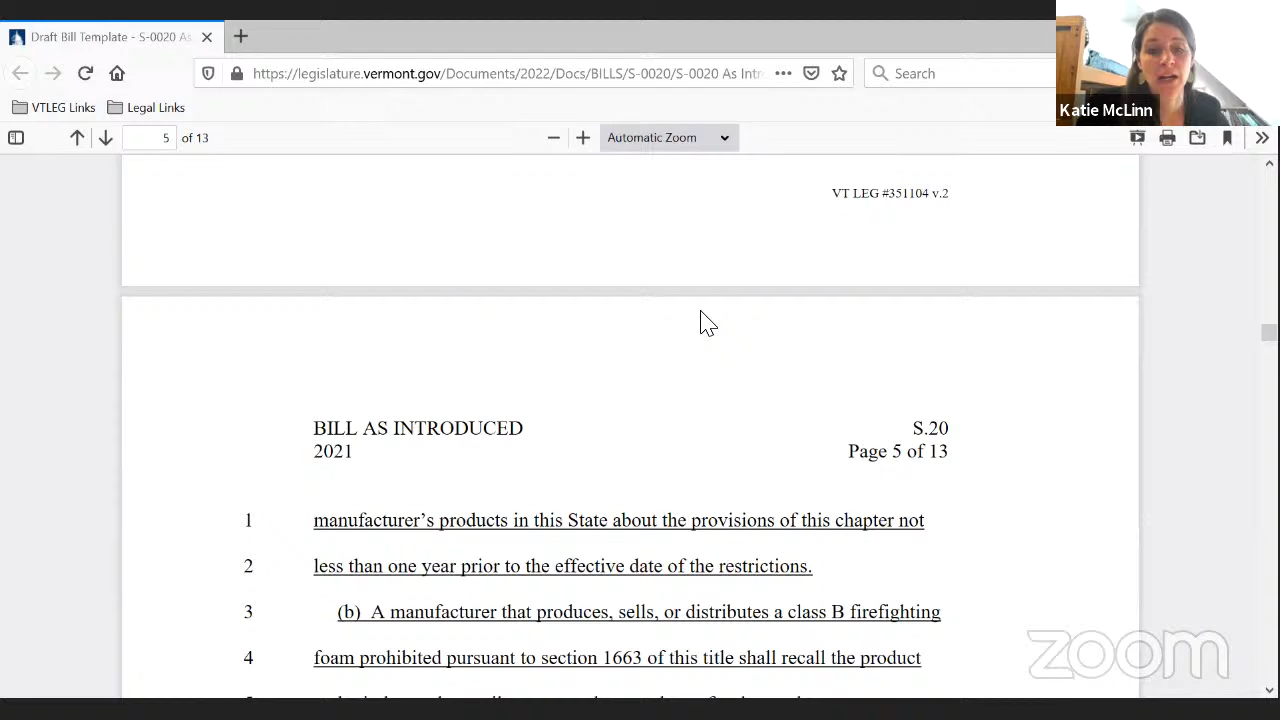 Draft Bill Template - S-0020 As
https://legislature.vermont.gov/Documents/2022/Docs/BILLS/S-0020/S-0020 As Intr
Search
VTLEG Links
Legal Links
Katie McLinn
5 of 13
Automatic Zoom
VT LEG #351104 v.2
BILL AS INTRODUCED S.20
2021 Page 5 of 13
1 manufacturer's products in this State about the provisions of this chapter not
2 less than one year prior to the effective date of the restrictions.
3 (b) A manufacturer that produces, sells, or distributes a class B firefighting
4 foam prohibited pursuant to section 1663 of this title shall recall the product
zoom